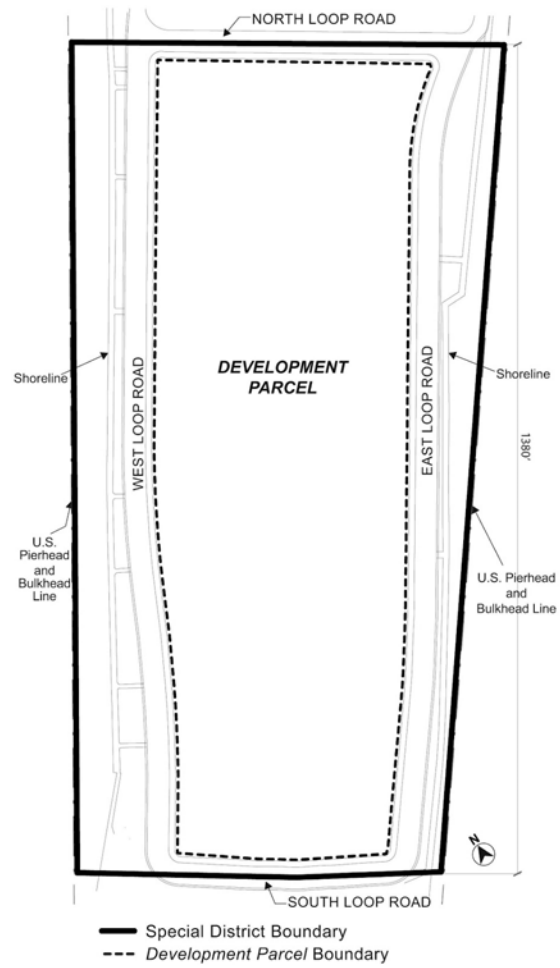 NORTH LOOP ROAD
DEVELOPMENT
PARCEL
Shoreline
WEST LOOP ROAD
EAST LOOP ROAD
Shoreline
1380'
U.S.
Pierhead
and
Bulkhead
Line
U.S. Pierhead
and
Bulkhead Line
N
SOUTH LOOP ROAD
Special District Boundary
Development Parcel Boundary